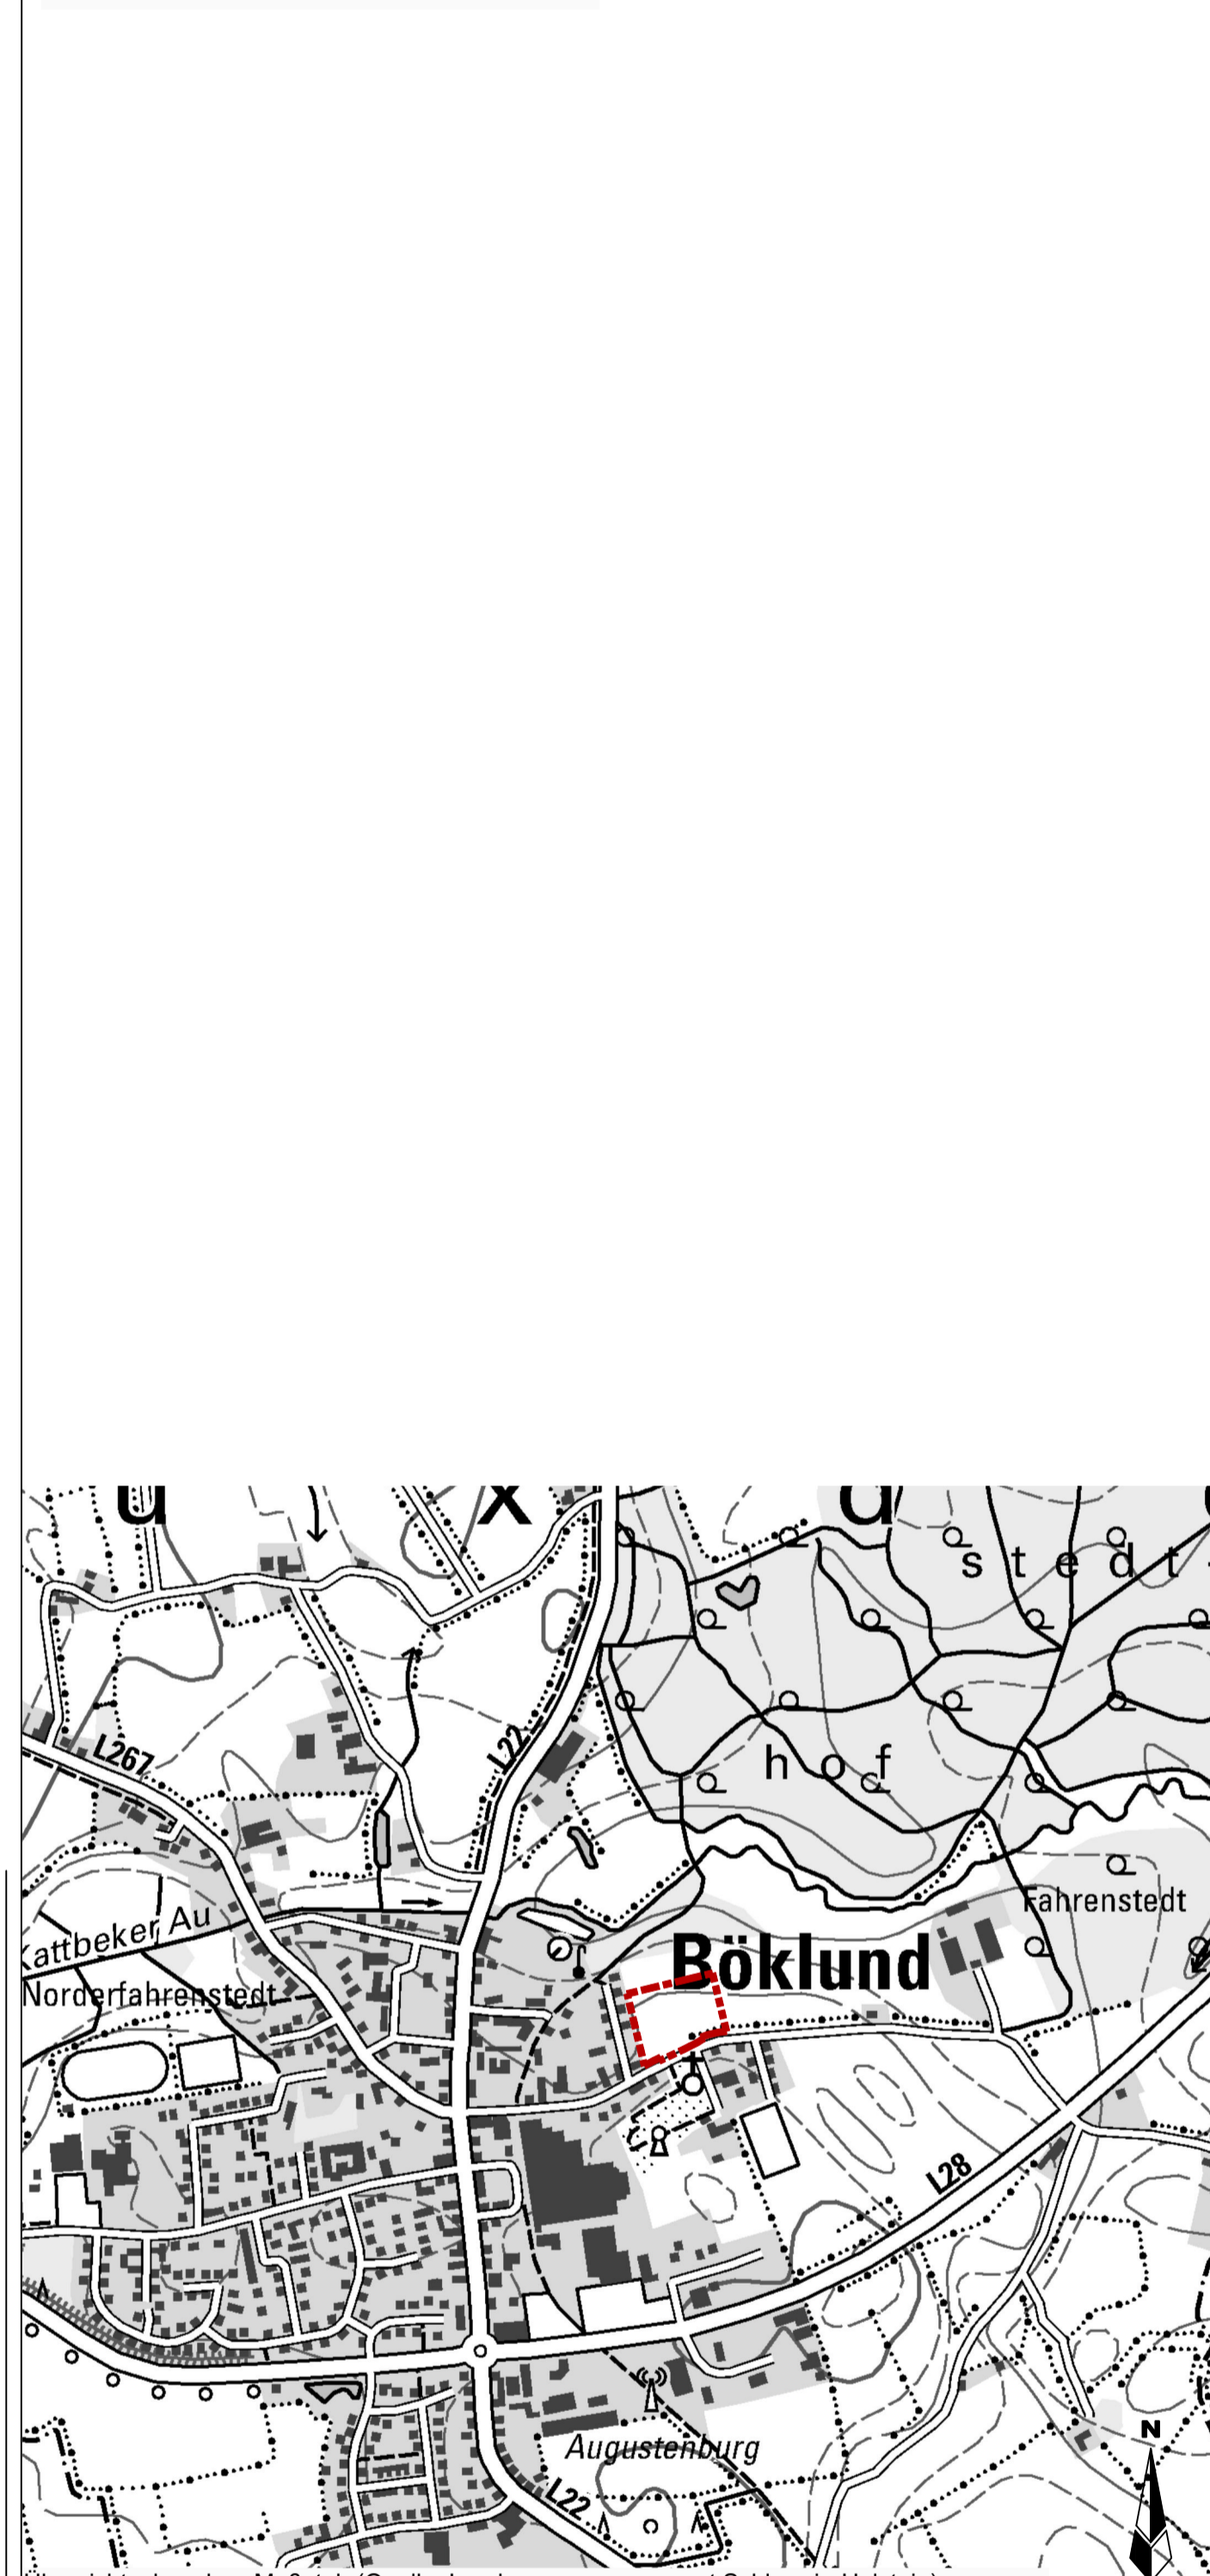 u x d
s t e d t -
L22
h o f
L267
Fahrenstedt
Kattbeker Au
Böklund
Norderfahrenstedt
L28
N
Augustenburg
L22